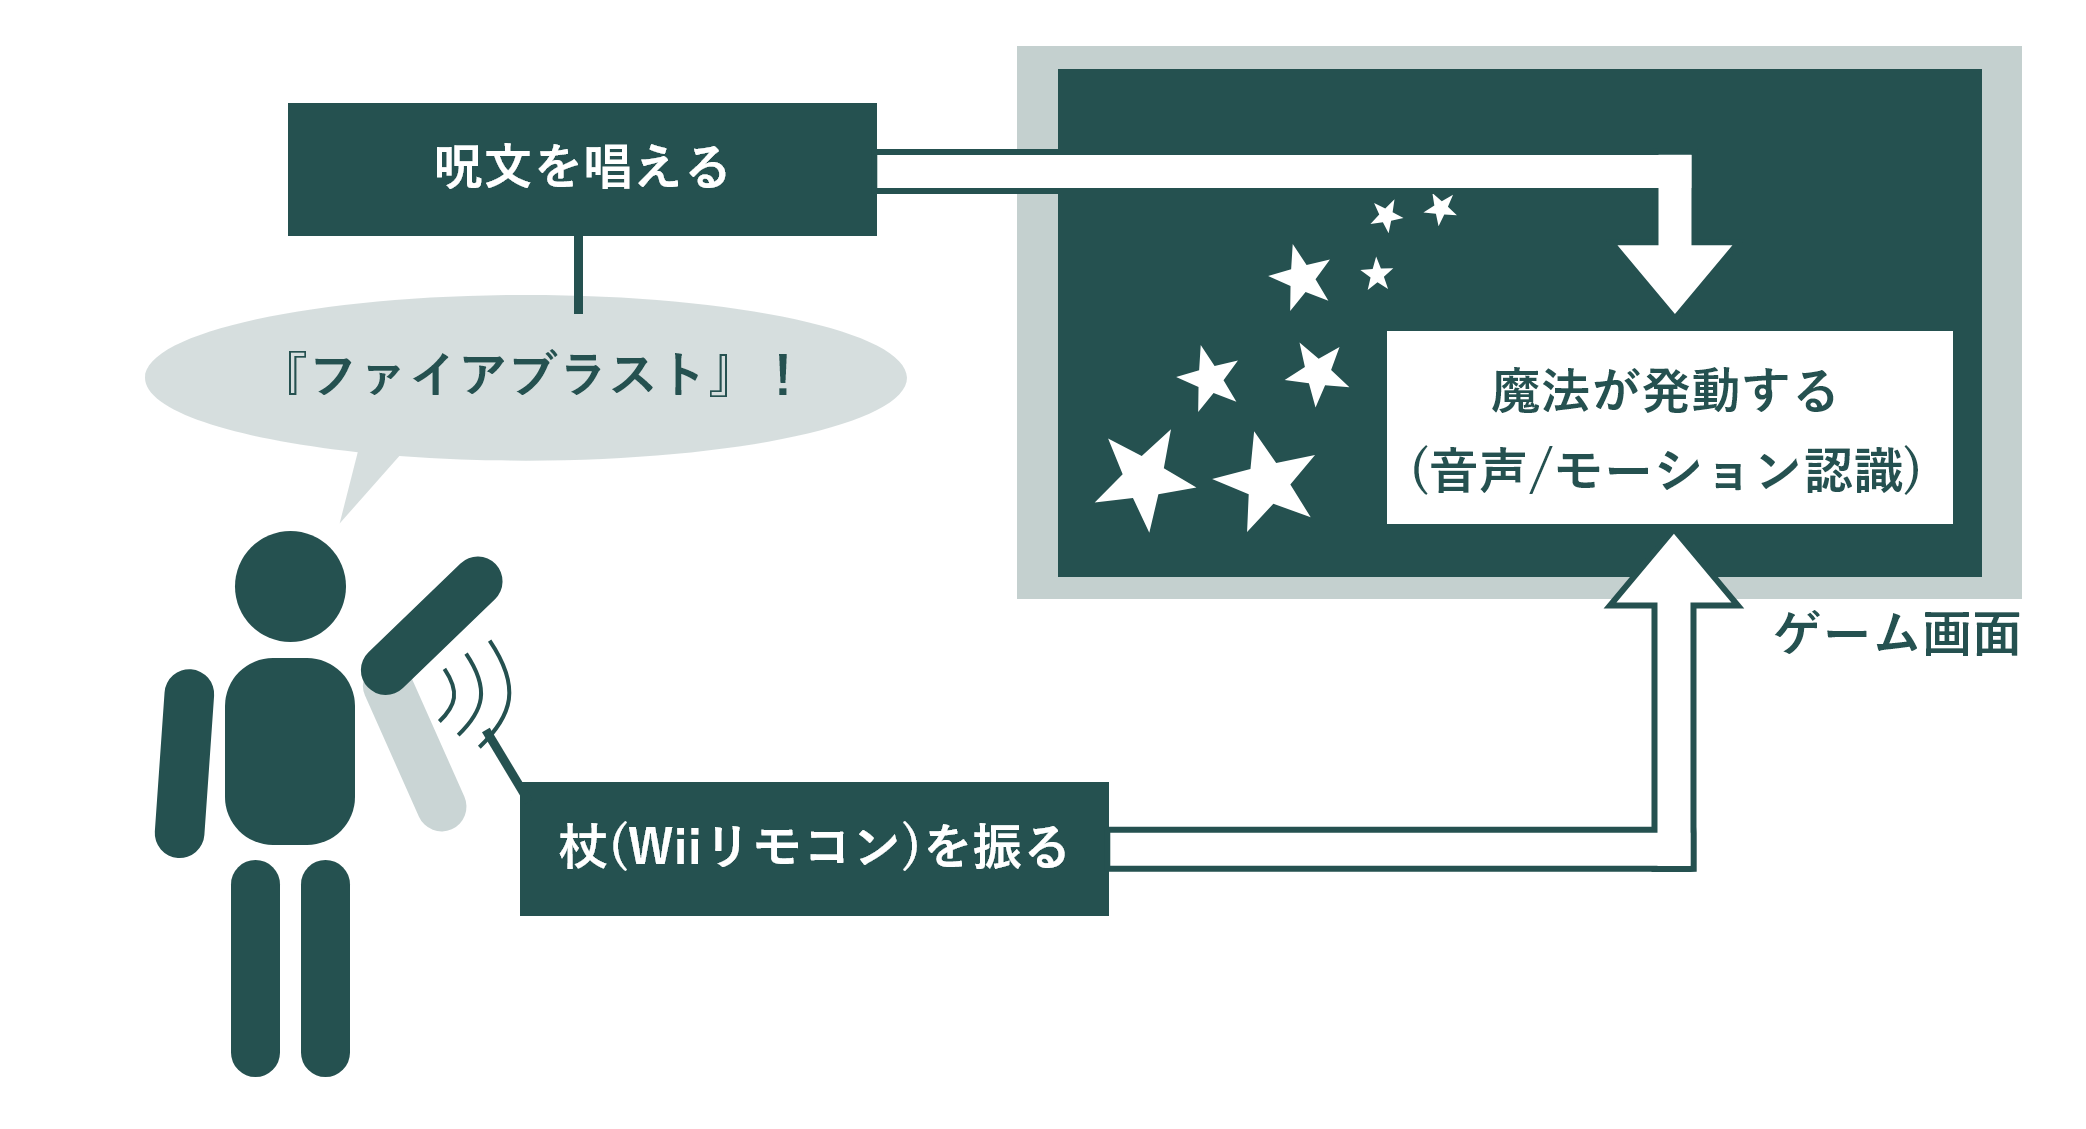 呪文を唱える
『ファイアブラスト』！
魔法が発動する
(音声/モーション認識)
ゲーム画面
杖(Wiiリモコン)を振る